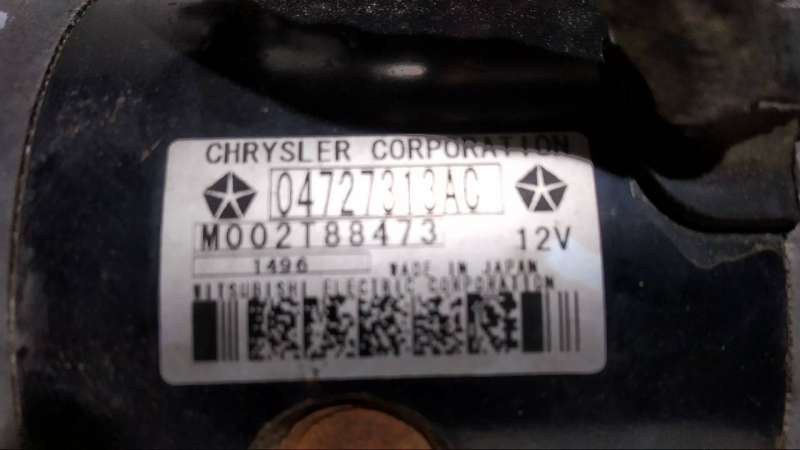 CHRYSLER CORPORATION
04727313AC
M002T88473 12V
1496 MADE IN JAPAN
MITSUBISHI ELECTRIC CORPORATION